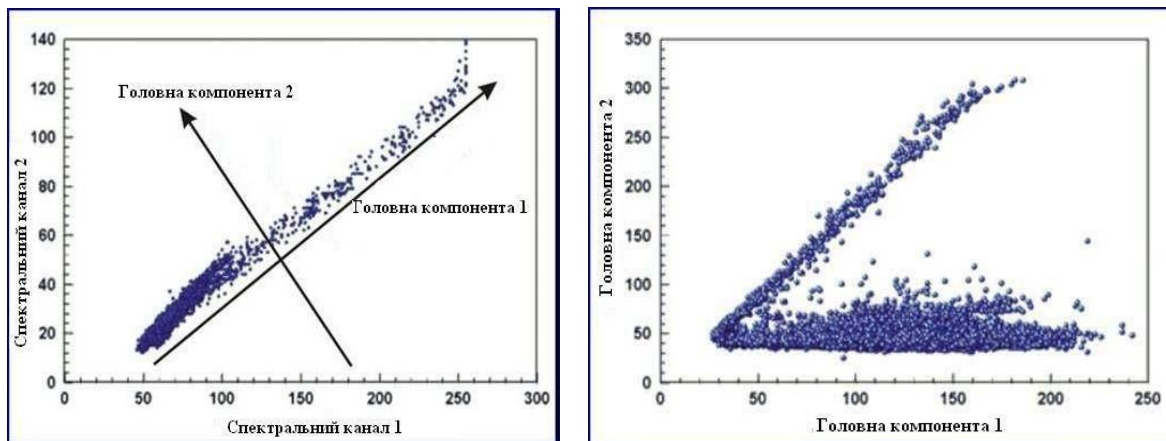 140
120
100
80
60
40
20
0
Спектральний канал 2
Головна компонента 2
Головна компонента 1
0 50 100 150 200 250 300
Спектральний канал 1
350
300
250
200
150
100
50
0
Головна компонента 2
0 50 100 150 200 250
Головна компонента 1